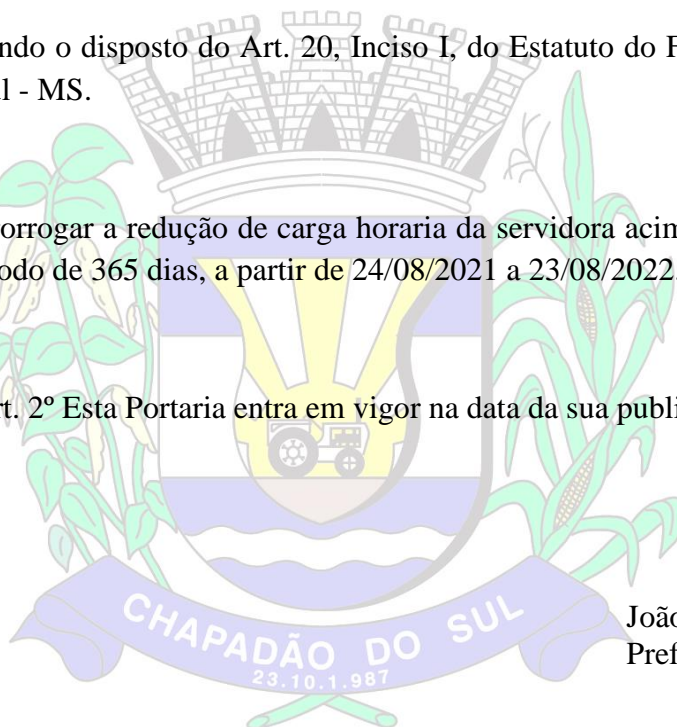 ndo o disposto do Art. 20, Inciso I, do Estatuto do F
l - MS.
orrogar a redução de carga horaria da servidora acim
odo de 365 dias, a partir de 24/08/2021 a 23/08/2022.
rt. 2º Esta Portaria entra em vigor na data da sua publi
João
Pref
CHAPADÃO DO SUL
23.10.1.987